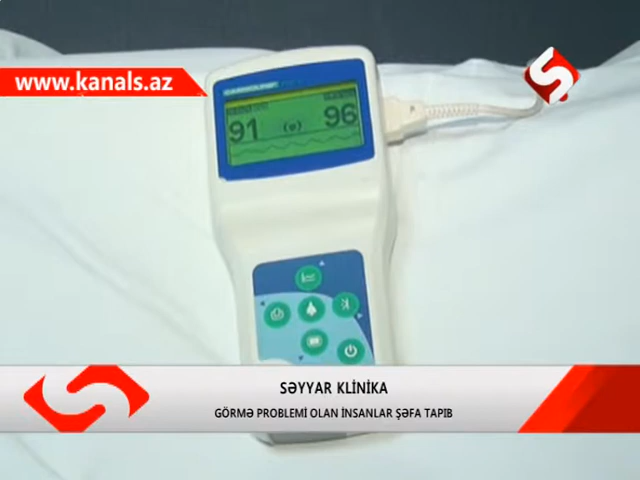 www.kanals.az
91
96
SƏYYAR KLİNİKA
GÖRMƏ PROBLEMİ OLAN İNSANLAR ŞƏFA TAPIB